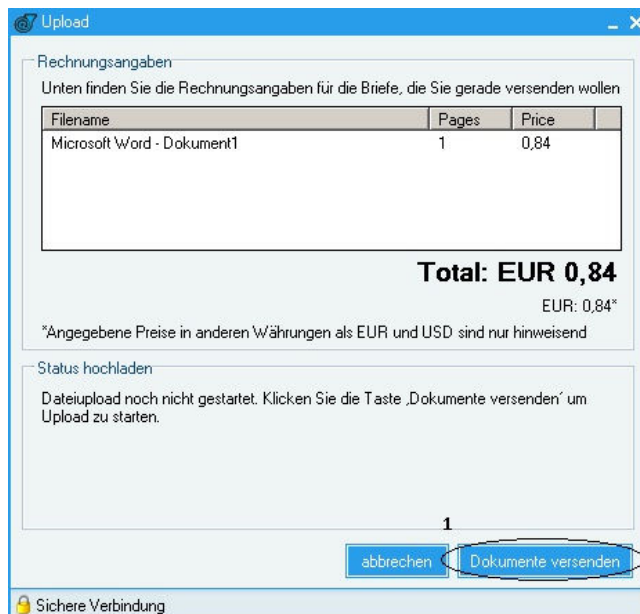 Upload
Rechnungsangaben
Unten finden Sie die Rechnungsangaben für die Briefe, die Sie gerade versenden wollen
Filename Pages Price
Microsoft Word - Dokument1 1 0,84
Total: EUR 0,84
EUR: 0,84*
*Angegebene Preise in anderen Währungen als EUR und USD sind nur hinweisend
Status hochladen
Dateiupload noch nicht gestartet. Klicken Sie die Taste ,Dokumente versenden´ um
Upload zu starten.
1
abbrechen Dokumente versenden
Sichere Verbindung